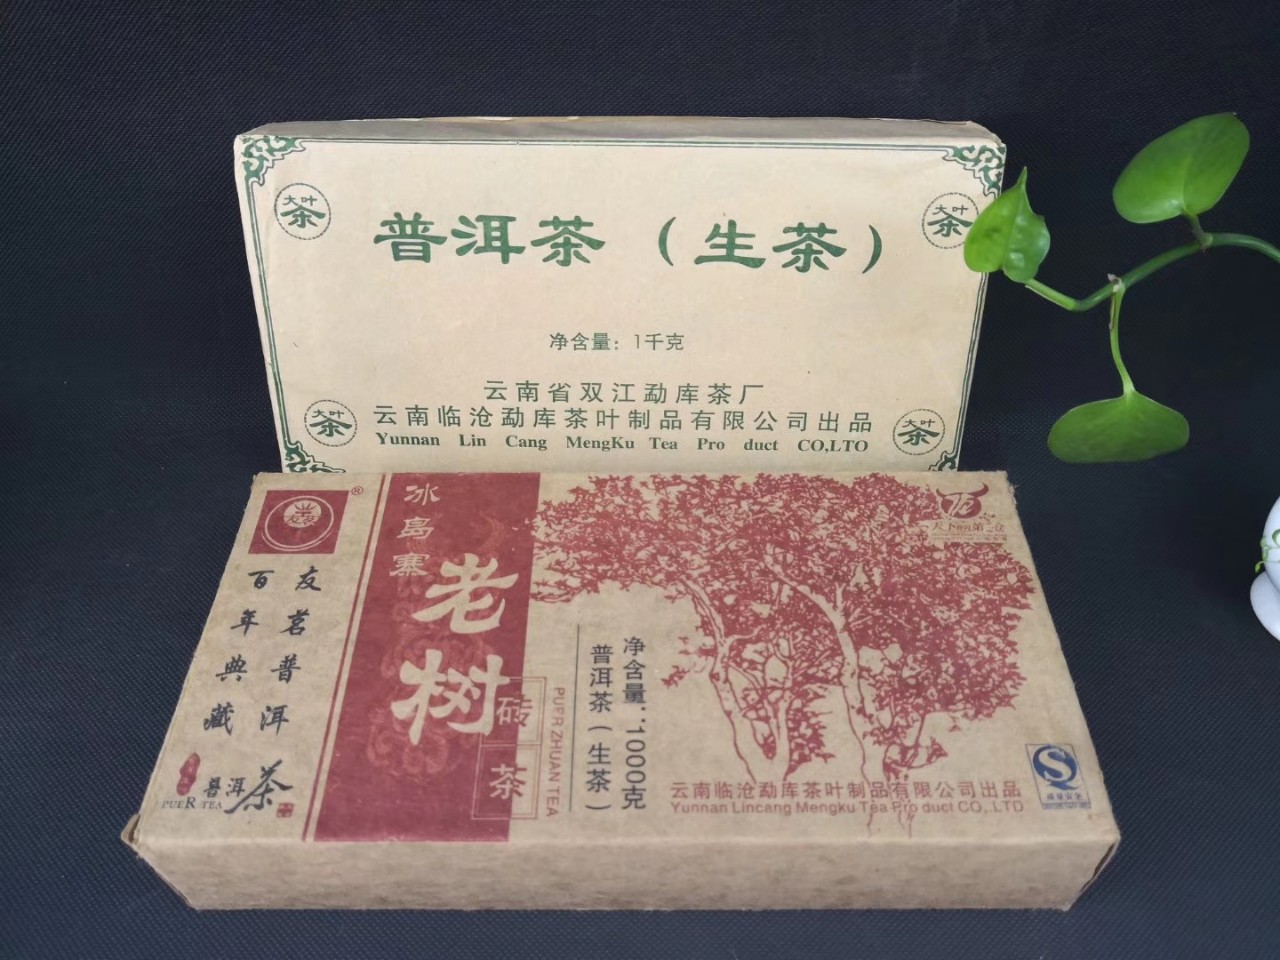 大叶
茶
大叶
茶
普洱茶（生茶）
净含量：1千克
云南省双江勐库茶厂
云南临沧勐库茶叶制品有限公司出品
Yunnan Lin Cang MengKu Tea Pro duct CO,LTO
大叶
茶
大叶
茶
®
友茗普洱
百年典藏
普洱茶
PUER TEA
冰岛寨
老树
砖茶
PUER ZHUAN TEA
普洱茶（生茶）
净含量：1000克
云南临沧勐库茶叶制品有限公司出品
Yunnan Lincang Mengku Tea Pro duct CO,.LTD
质量安全